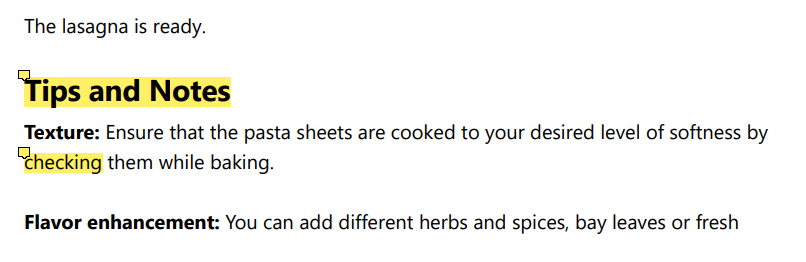 The lasagna is ready.
Tips and Notes
Texture: Ensure that the pasta sheets are cooked to your desired level of softness by
checking them while baking.
Flavor enhancement: You can add different herbs and spices, bay leaves or fresh